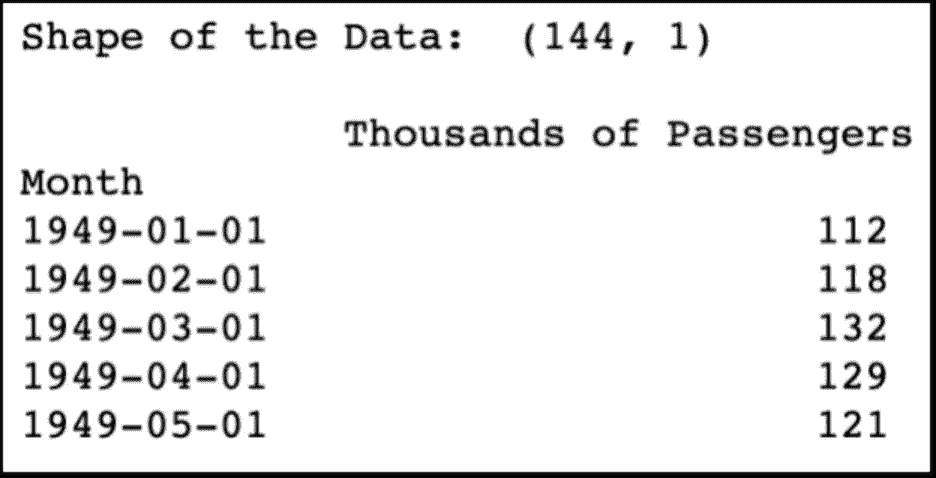 Shape of the Data:  (144, 1)
Thousands of Passengers
Month
1949-01-01 112
1949-02-01 118
1949-03-01 132
1949-04-01 129
1949-05-01 121